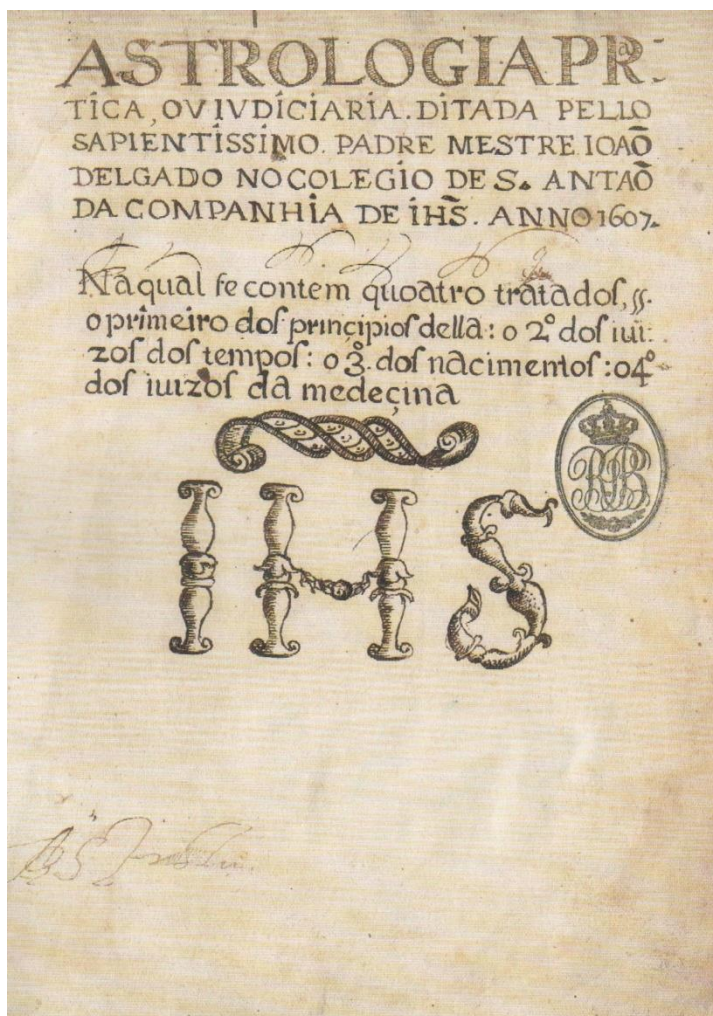 ASTROLOGIA PRª:
TICA, OV IVDICIARIA. DITADA PELLO
SAPIENTISSIMO. PADRE MESTRE IOAÕ
DELGADO NO COLEGIO DE S. ANTAÕ
DA COMPANHIA DE IHS̃. ANNO 1607.
Na qual se contem quoatro tratados, ſſ.
o primeiro doſ principioſ della: o 2º doſ iui:
zoſ dos tempoſ: o 3º. dos nacimentoſ: o 4º
doſ iuizoſ da medeçina
IHS